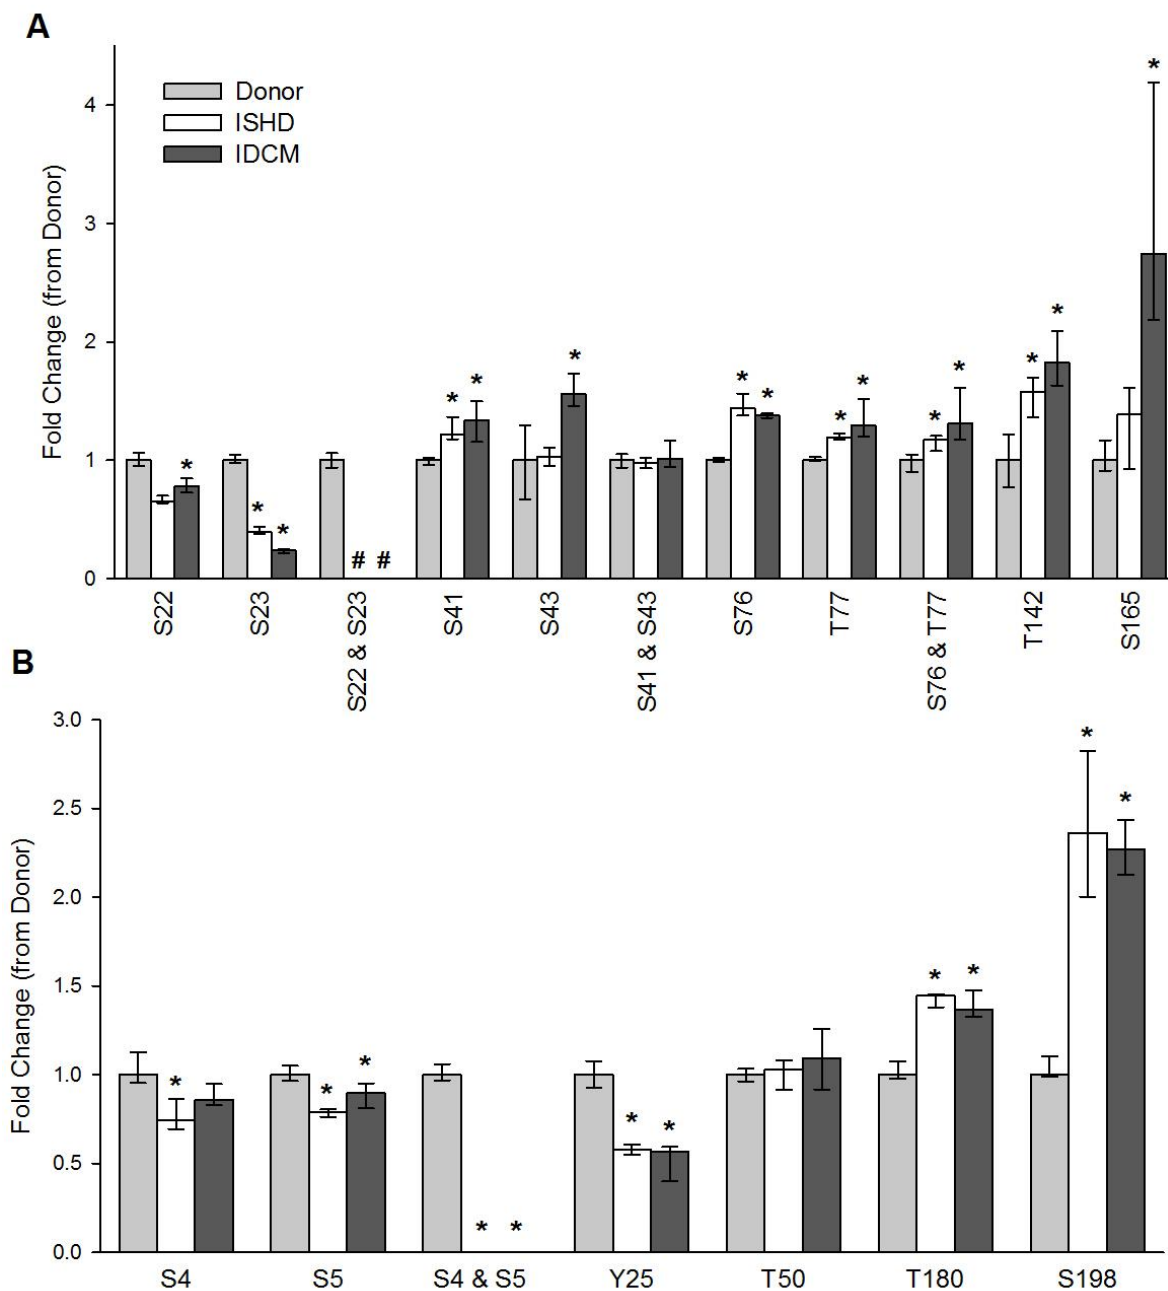 A
Donor
ISHD
IDCM
Fold Change (from Donor)
4
3
2
1
0
* * * # # * * * * * * * * * * * *
S22 S23 S22 & S23 S41 S43 S41 & S43 S76 T77 S76 & T77 T142 S165
B
Fold Change (from Donor)
3.0
2.5
2.0
1.5
1.0
0.5
0.0
* * * * * * * * * * *
S4 S5 S4 & S5 Y25 T50 T180 S198